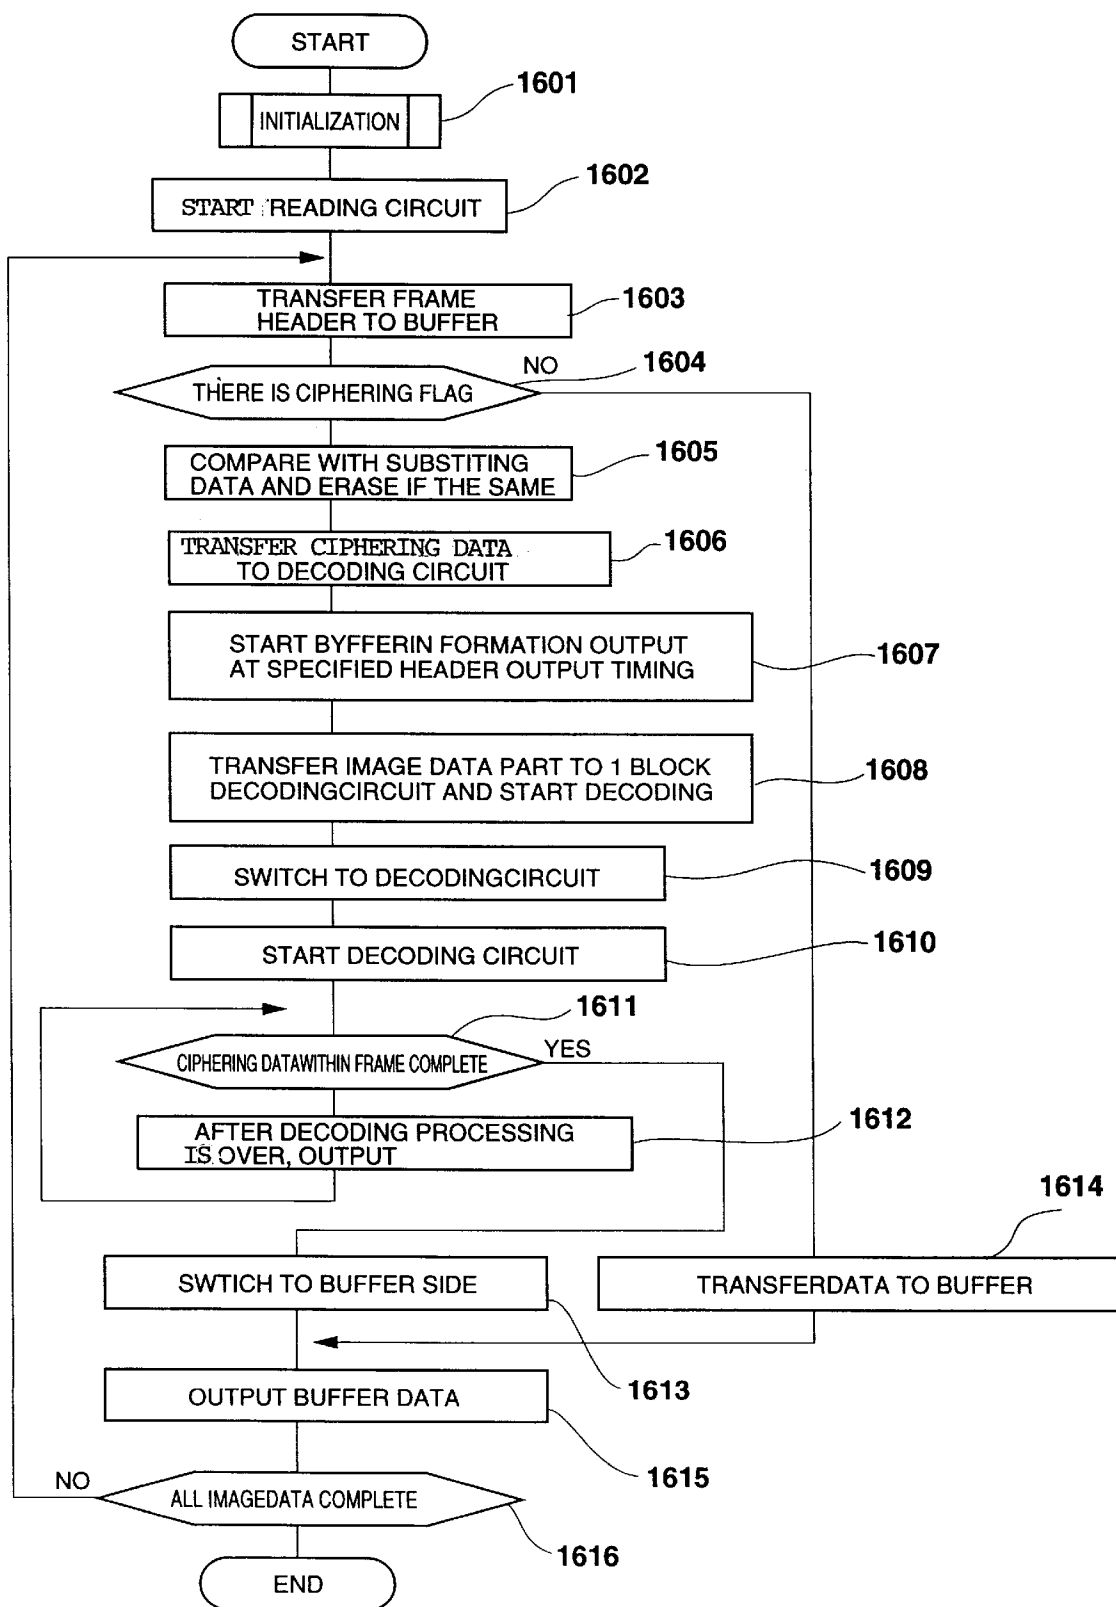 START
1601
INITIALIZATION
1602
START READING CIRCUIT
1603
TRANSFER FRAME
HEADER TO BUFFER
1604
NO
THERE IS CIPHERING FLAG
1605
COMPARE WITH SUBSTITING
DATA AND ERASE IF THE SAME
1606
TRANSFER CIPHERING DATA
TO DECODING CIRCUIT
START BYFFERIN FORMATION OUTPUT
AT SPECIFIED HEADER OUTPUT TIMING
1607
TRANSFER IMAGE DATA PART TO 1 BLOCK
DECODINGCIRCUIT AND START DECODING
1608
SWITCH TO DECODINGCIRCUIT
1609
START DECODING CIRCUIT
1610
1611
YES
CIPHERING DATAWITHIN FRAME COMPLETE
1612
AFTER DECODING PROCESSING
IS OVER, OUTPUT
1614
SWTICH TO BUFFER SIDE
TRANSFERDATA TO BUFFER
1613
OUTPUT BUFFER DATA
1615
NO
ALL IMAGEDATA COMPLETE
1616
END